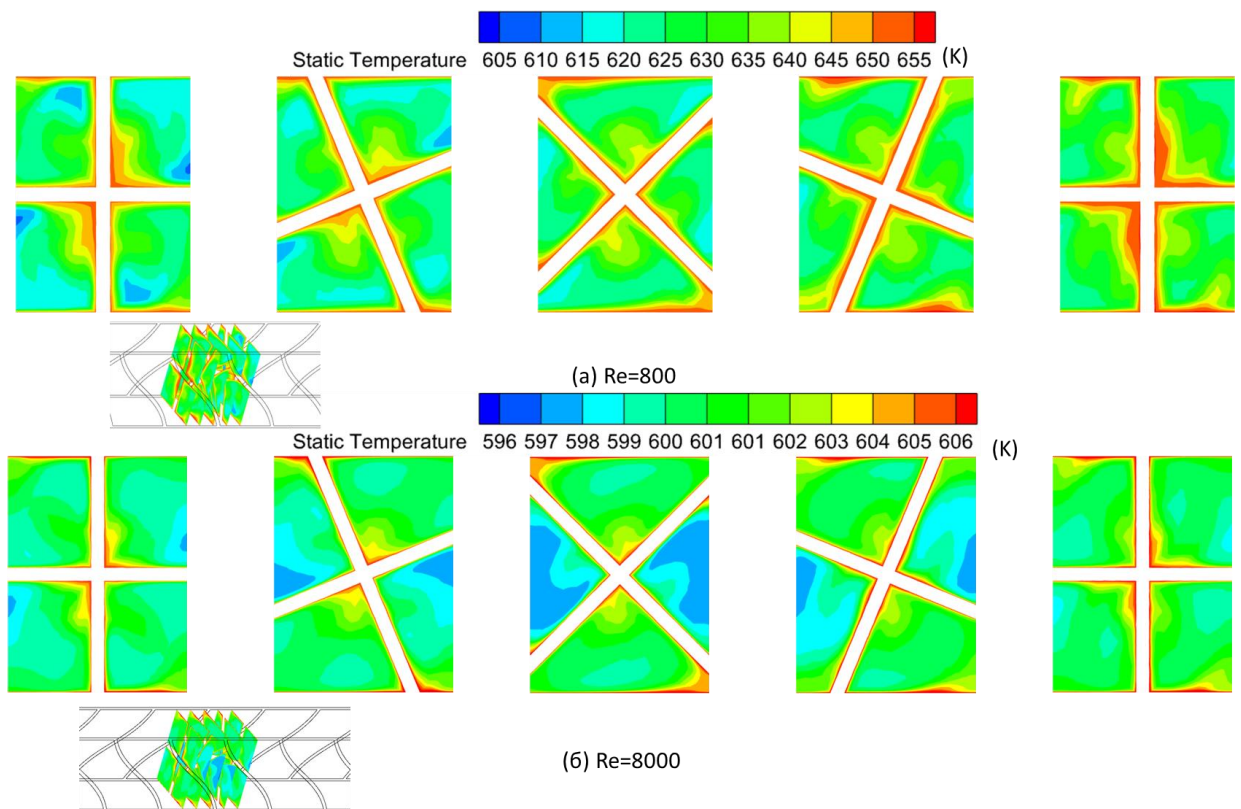 Static Temperature 605 610 615 620 625 630 635 640 645 650 655 (K)
(a) Re=800
Static Temperature 596 597 598 599 600 601 601 602 603 604 605 606 (K)
(б) Re=8000